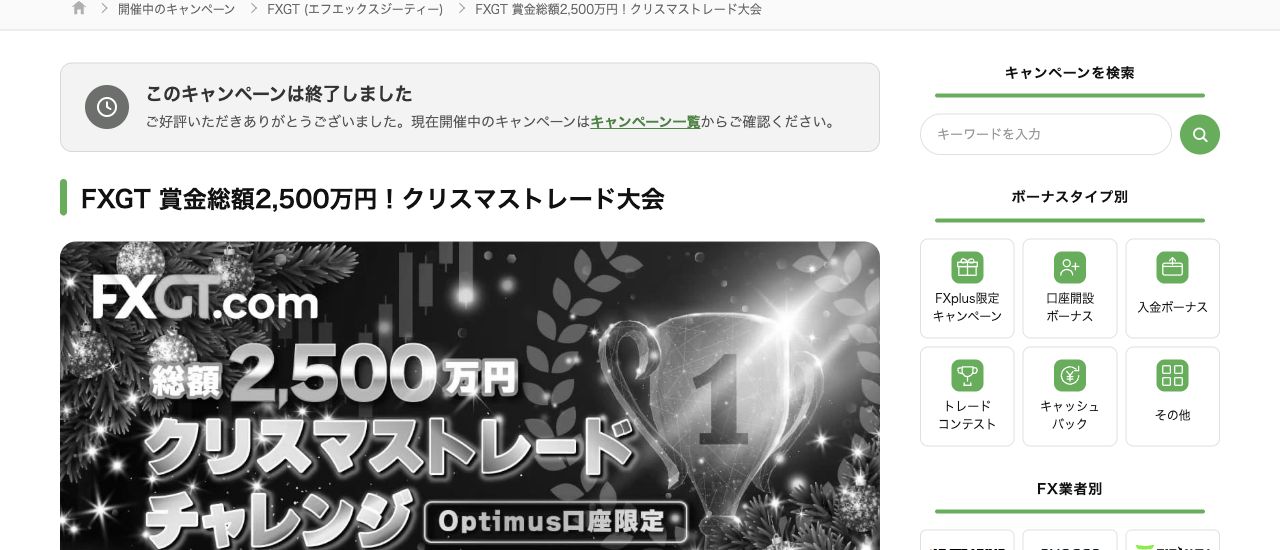 開催中のキャンペーン
FXGT (エフエックスジーティー)
FXGT 賞金総額2,500万円！クリスマストレード大会
このキャンペーンは終了しました
ご好評いただきありがとうございました。現在開催中のキャンペーンはキャンペーン一覧からご確認ください。
FXGT 賞金総額2,500万円！クリスマストレード大会
FXGT.com
総額2,500万円
クリスマストレード
チャレンジ
Optimus口座限定
1
キャンペーンを検索
キーワードを入力
ボーナスタイプ別
FXplus限定
キャンペーン
口座開設
ボーナス
入金ボーナス
トレード
コンテスト
キャッシュ
バック
その他
FX業者別